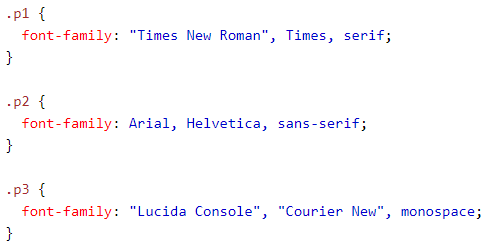 .p1 {
  font-family: "Times New Roman", Times, serif;
}
.p2 {
  font-family: Arial, Helvetica, sans-serif;
}
.p3 {
  font-family: "Lucida Console", "Courier New", monospace;
}